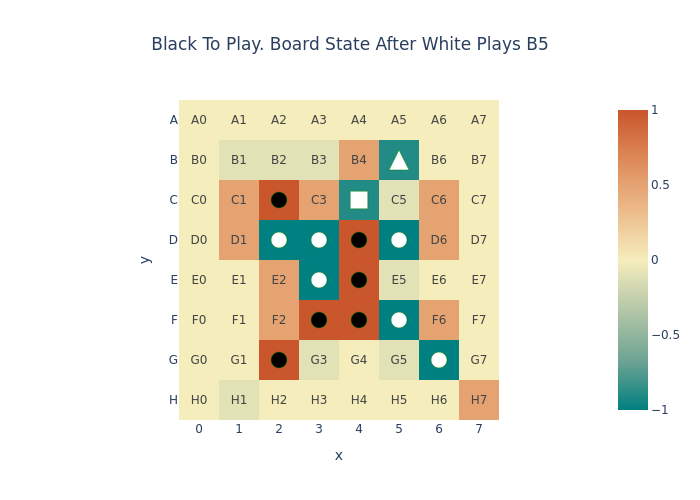 Black To Play. Board State After White Plays B5
A A0 A1 A2 A3 A4 A5 A6 A7
B B0 B1 B2 B3 B4 B6 B7
C C0 C1 C3 C5 C6 C7
D D0 D1 D6 D7
E E0 E1 E2 E5 E6 E7
F F0 F1 F2 F6 F7
G G0 G1 G3 G4 G5 G7
H H0 H1 H2 H3 H4 H5 H6 H7
0 1 2 3 4 5 6 7
x
y
1
0.5
0
−0.5
−1